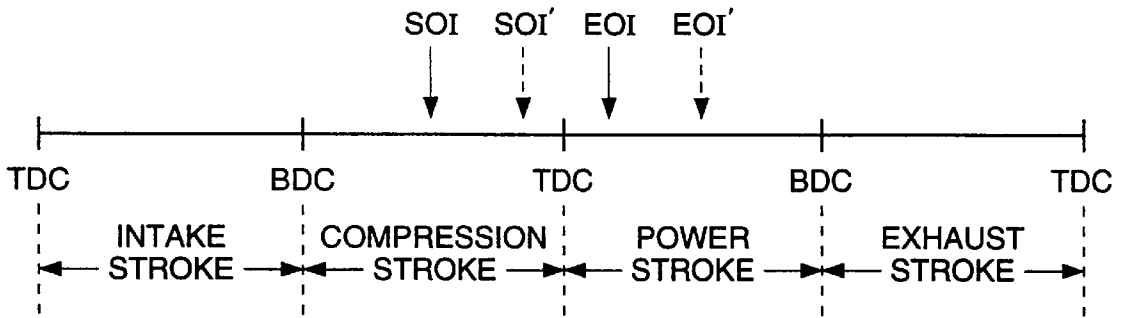 SOI SOI′ EOI EOI′
TDC BDC TDC BDC TDC
INTAKE STROKE
COMPRESSION STROKE
POWER STROKE
EXHAUST STROKE